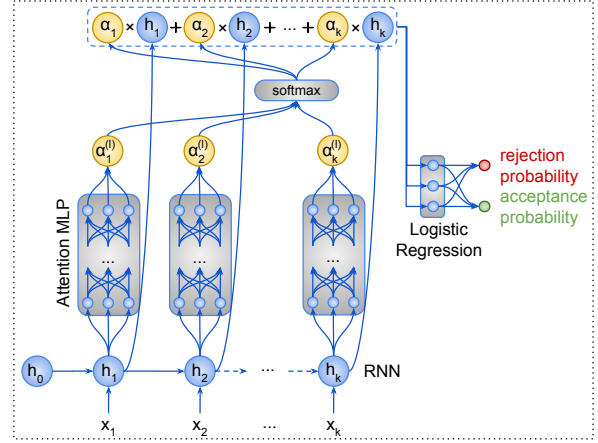 α₁ × h₁ + α₂ × h₂ + ... + αₖ × hₖ
softmax
α₁⁽ˡ⁾ α₂⁽ˡ⁾ αₖ⁽ˡ⁾
rejection
probability
acceptance
probability
Logistic
Regression
Attention MLP
... ... ...
h₀ h₁ h₂ ... hₖ RNN
x₁ x₂ ... xₖ